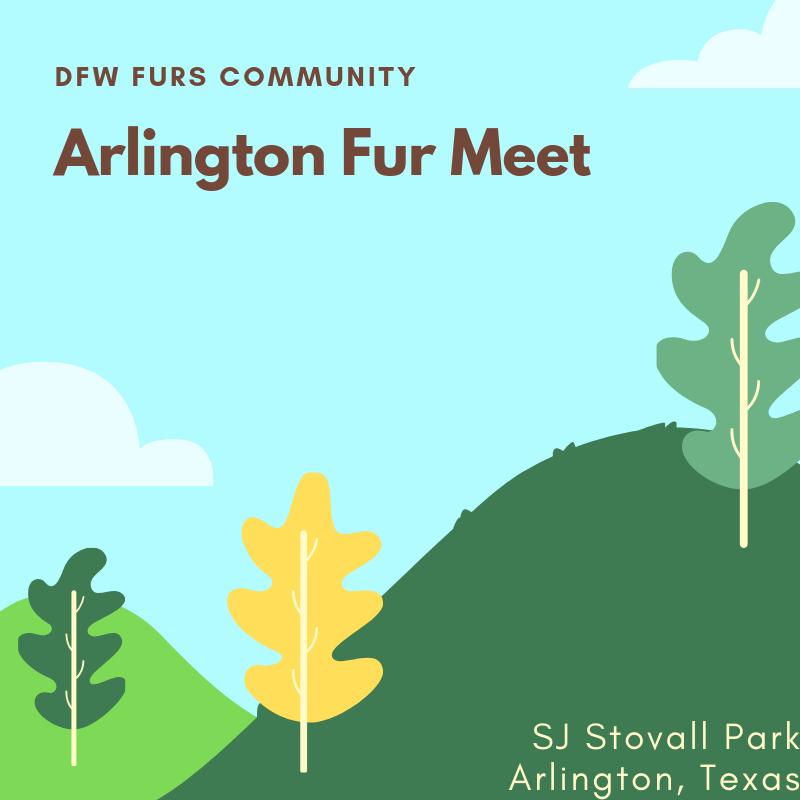 DFW FURS COMMUNITY
Arlington Fur Meet
SJ Stovall Park
Arlington, Texas